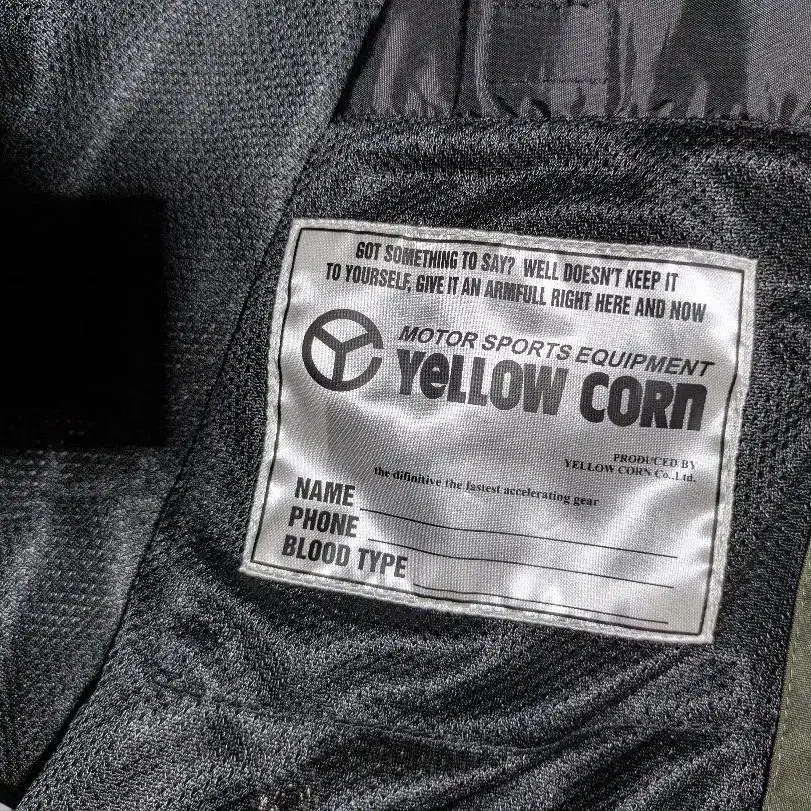 GOT SOMETHING TO SAY? WELL DOESN'T KEEP IT
TO YOURSELF, GIVE IT AN ARMFULL RIGHT HERE AND NOW
MOTOR SPORTS EQUIPMENT
YeLLOW CORn
PRODUCED BY
YELLOW CORN Co.,Ltd.
the difinitive the fastest accelerating gear
NAME
PHONE
BLOOD TYPE